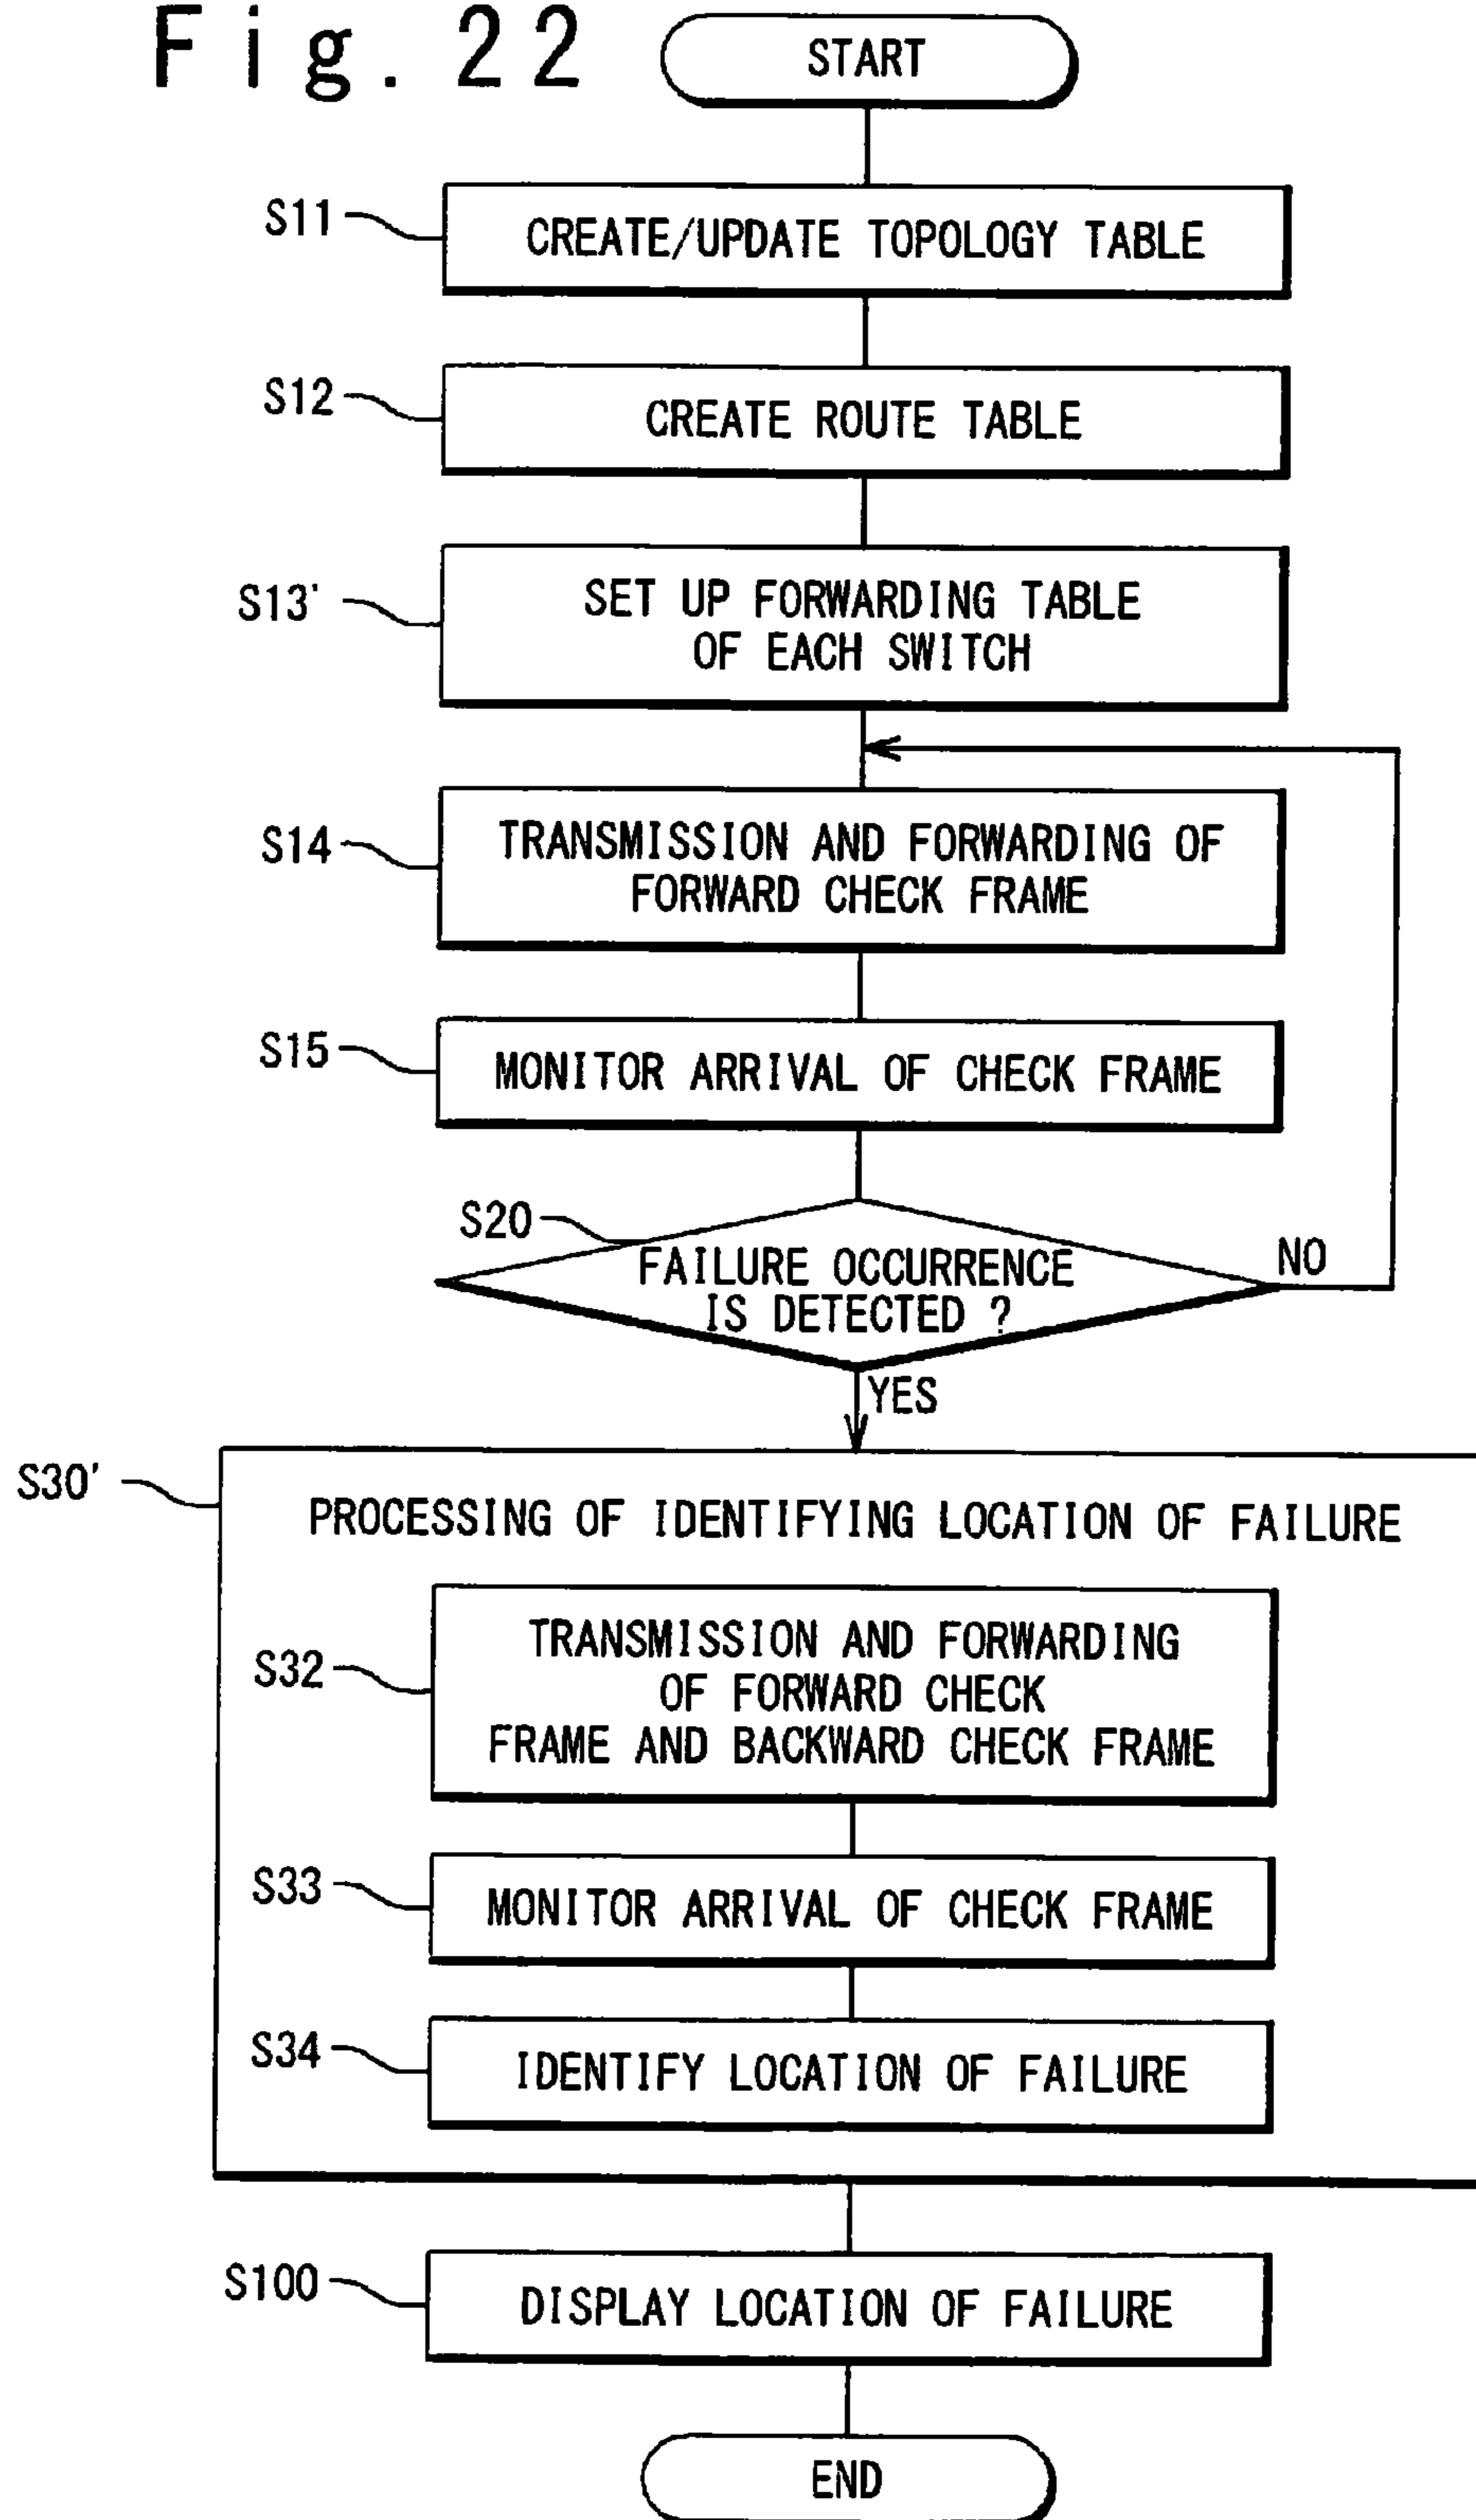 Fig. 22
START
S11
CREATE/UPDATE TOPOLOGY TABLE
S12
CREATE ROUTE TABLE
S13'
SET UP FORWARDING TABLE
OF EACH SWITCH
S14
TRANSMISSION AND FORWARDING OF
FORWARD CHECK FRAME
S15
MONITOR ARRIVAL OF CHECK FRAME
S20
FAILURE OCCURRENCE
IS DETECTED ?
NO
YES
S30'
PROCESSING OF IDENTIFYING LOCATION OF FAILURE
S32
TRANSMISSION AND FORWARDING
OF FORWARD CHECK
FRAME AND BACKWARD CHECK FRAME
S33
MONITOR ARRIVAL OF CHECK FRAME
S34
IDENTIFY LOCATION OF FAILURE
S100
DISPLAY LOCATION OF FAILURE
END